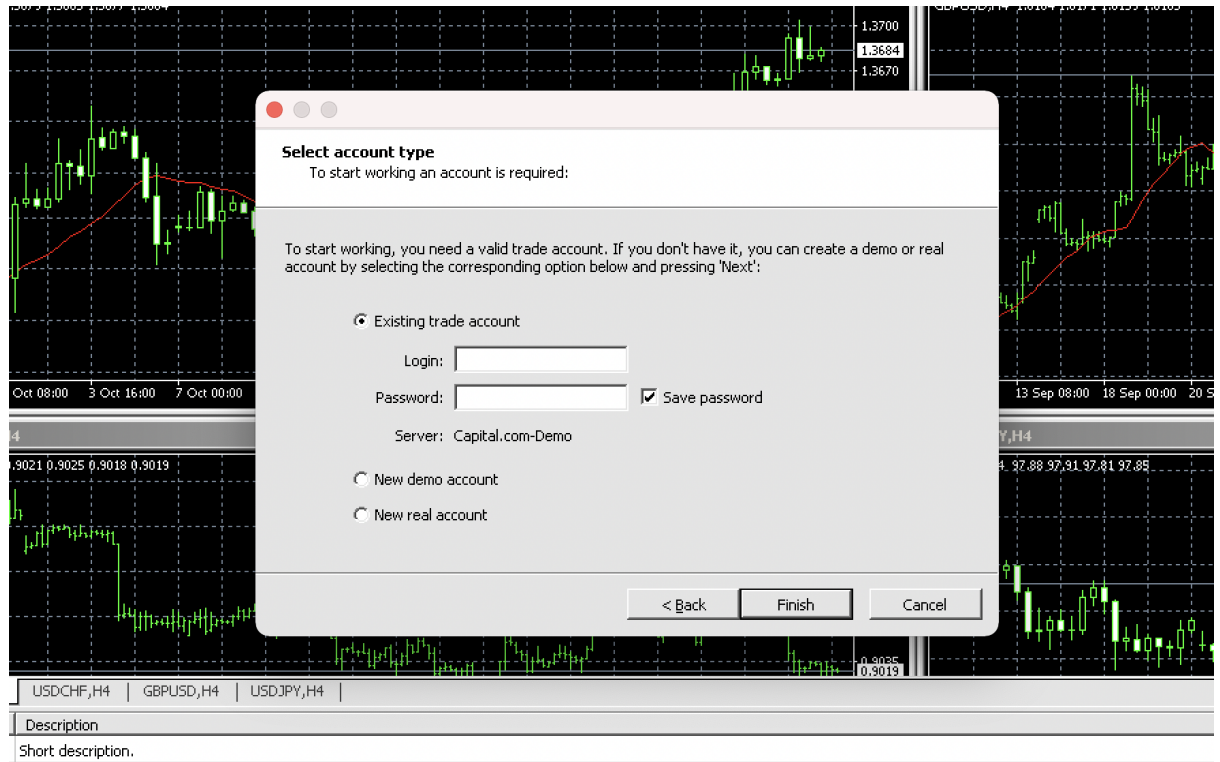 1.3700
1.3684
1.3670
Select account type
To start working an account is required:
To start working, you need a valid trade account. If you don't have it, you can create a demo or real
account by selecting the corresponding option below and pressing 'Next':
Existing trade account
Login:
Password:
Save password
Server: Capital.com-Demo
New demo account
New real account
< Back
Finish
Cancel
Oct 08:00 3 Oct 16:00 7 Oct 00:00
13 Sep 08:00 18 Sep 00:00 20 S
Y,H4
.9021 0.9025 0.9018 0.9019
97.88 97.91 97.81 97.85
0.9035
0.9019
USDCHF,H4 | GBPUSD,H4 | USDJPY,H4 |
Description
Short description.